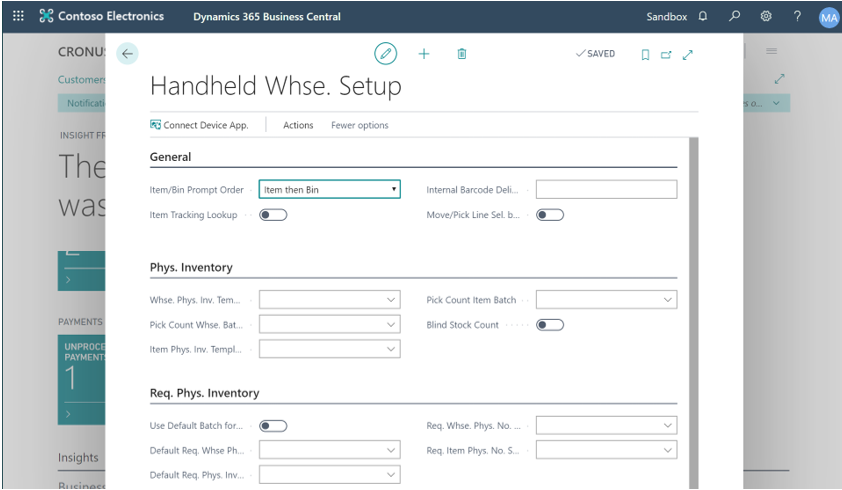 Contoso Electronics Dynamics 365 Business Central Sandbox ? MA
CRONUS
SAVED
Customers
Handheld Whse. Setup
Notificati s o...
Connect Device App. Actions Fewer options
INSIGHT FR
General
The
Item/Bin Prompt Order Item then Bin Internal Barcode Deli...
was
Item Tracking Lookup Move/Pick Line Sel. b...
Phys. Inventory
Whse. Phys. Inv. Tem... Pick Count Item Batch
PAYMENTS Pick Count Whse. Bat... Blind Stock Count
UNPROCE Item Phys. Inv. Templ...
PAYMENT
1
Req. Phys. Inventory
Use Default Batch for... Req. Whse. Phys. No. ...
Default Req. Whse Ph... Req. Item Phys. No. S...
Insights
Default Req. Phys. Inv...
Business